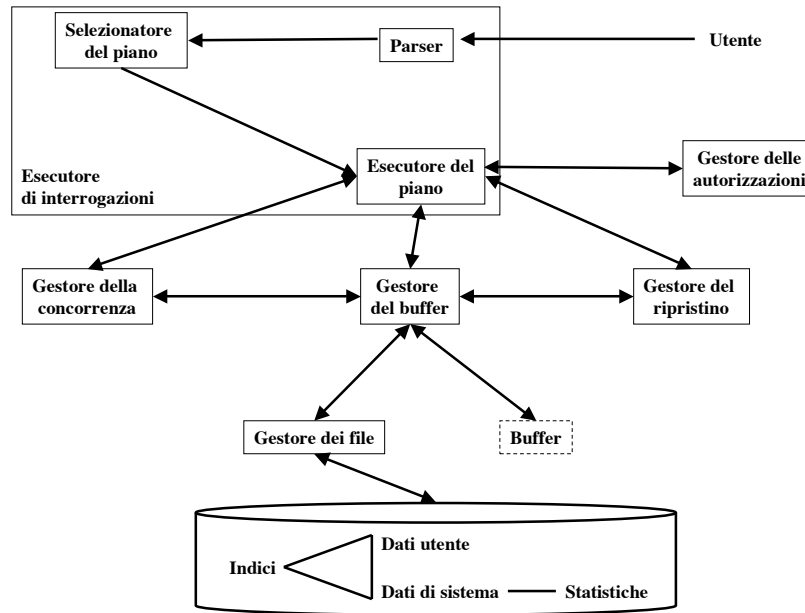 Selezionatore
del piano
Parser
Utente
Esecutore
di interrogazioni
Esecutore del
piano
Gestore delle
autorizzazioni
Gestore della
concorrenza
Gestore
del buffer
Gestore del
ripristino
Gestore dei file
Buffer
Indici
Dati utente
Dati di sistema
Statistiche